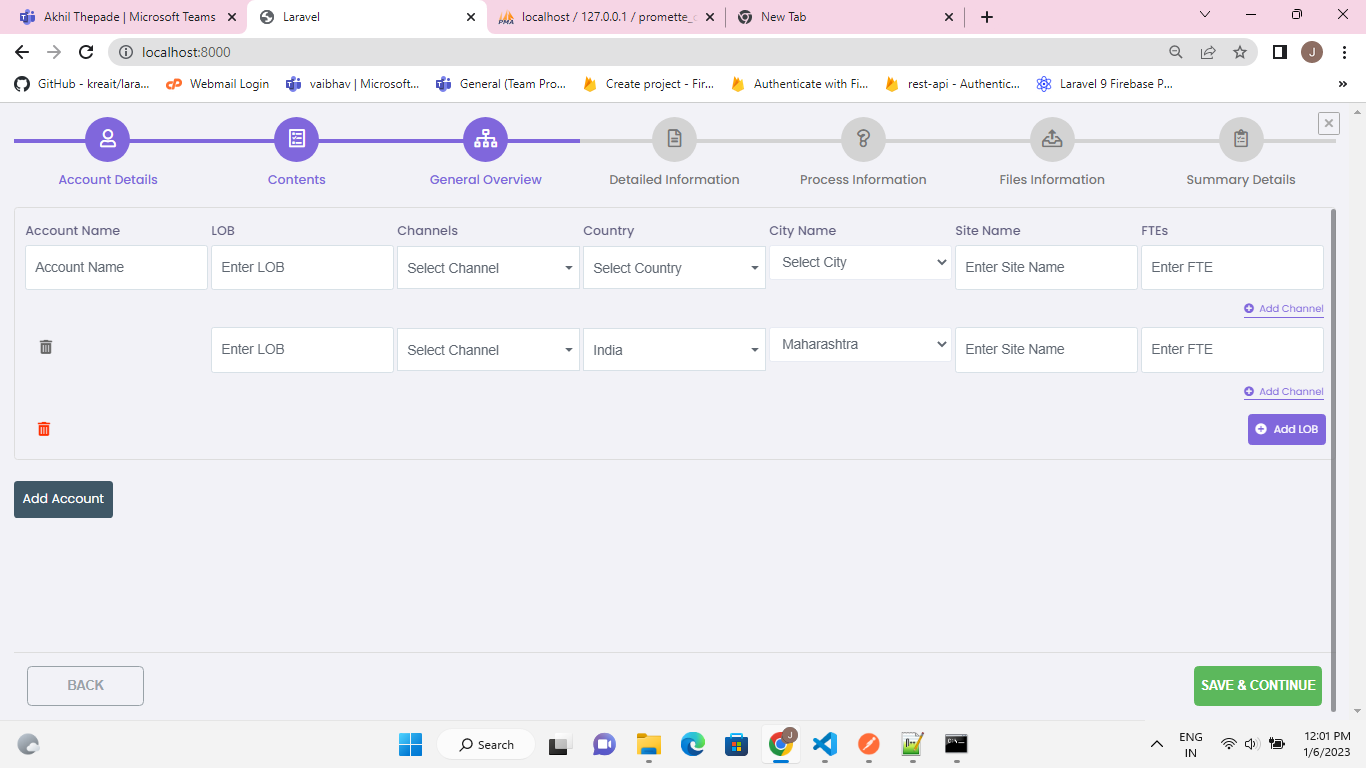 Akhil Thepade | Microsoft Teams
Laravel
localhost / 127.0.0.1 / promette_
New Tab
localhost:8000
J
GitHub - kreait/lara...
Webmail Login
vaibhav | Microsoft...
General (Team Pro...
Create project - Fir...
Authenticate with Fi...
rest-api - Authentic...
Laravel 9 Firebase P...
Account Details
Contents
General Overview
Detailed Information
Process Information
Files Information
Summary Details
Account Name LOB Channels Country City Name Site Name FTEs
Account Name Enter LOB Select Channel Select Country Select City Enter Site Name Enter FTE
Add Channel
Enter LOB Select Channel India Maharashtra Enter Site Name Enter FTE
Add Channel
Add LOB
Add Account
BACK
SAVE & CONTINUE
Search
J
ENG
IN
12:01 PM
1/6/2023